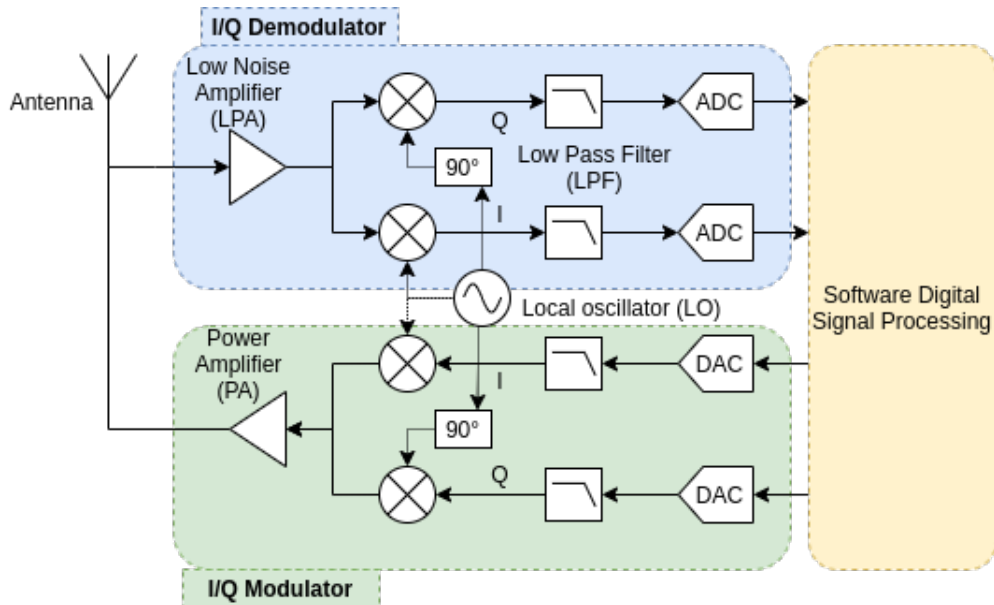 I/Q Demodulator
Low Noise
Amplifier
(LPA)
Antenna
Q
ADC
90°
Low Pass Filter
(LPF)
I
ADC
Local oscillator (LO)
Software Digital
Signal Processing
Power
Amplifier
(PA)
I
DAC
90°
Q
DAC
I/Q Modulator